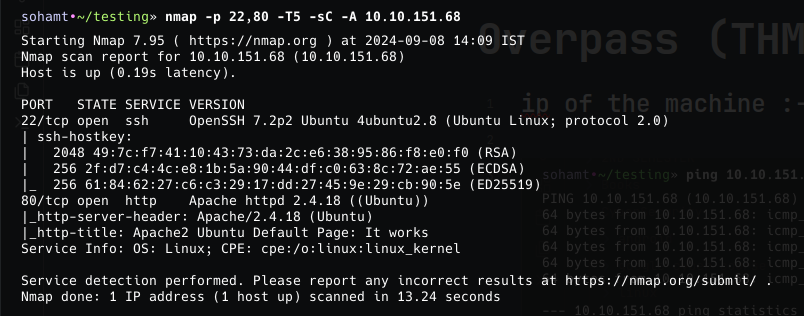 sohamt•~/testing» nmap -p 22,80 -T5 -sC -A 10.10.151.68
Starting Nmap 7.95 ( https://nmap.org ) at 2024-09-08 14:09 IST
Nmap scan report for 10.10.151.68 (10.10.151.68)
Host is up (0.19s latency).

PORT   STATE SERVICE VERSION
22/tcp open  ssh     OpenSSH 7.2p2 Ubuntu 4ubuntu2.8 (Ubuntu Linux; protocol 2.0)
| ssh-hostkey:
|   2048 49:7c:f7:41:10:43:73:da:2c:e6:38:95:86:f8:e0:f0 (RSA)
|   256 2f:d7:c4:4c:e8:1b:5a:90:44:df:c0:63:8c:72:ae:55 (ECDSA)
|_  256 61:84:62:27:c6:c3:29:17:dd:27:45:9e:29:cb:90:5e (ED25519)
80/tcp open  http    Apache httpd 2.4.18 ((Ubuntu))
|_http-server-header: Apache/2.4.18 (Ubuntu)
|_http-title: Apache2 Ubuntu Default Page: It works
Service Info: OS: Linux; CPE: cpe:/o:linux:linux_kernel

Service detection performed. Please report any incorrect results at https://nmap.org/submit/ .
Nmap done: 1 IP address (1 host up) scanned in 13.24 seconds
Overpass (THM
1 ip of the machine :-
sohamt•~/testing» ping 10.10.151.
PING 10.10.151.68 (10.10.151.68)
64 bytes from 10.10.151.68: icmp_
64 bytes from 10.10.151.68: icmp_
64 bytes from 10.10.151.68: icmp_
64 bytes from 10.10.151.68: icmp_
--- 10.10.151.68 ping statistics